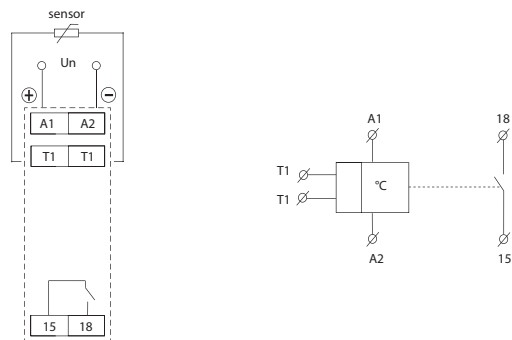 sensor
Un
+ −
A1 A2
T1 T1
15 18
A1 18
T1
°C
T1
A2 15